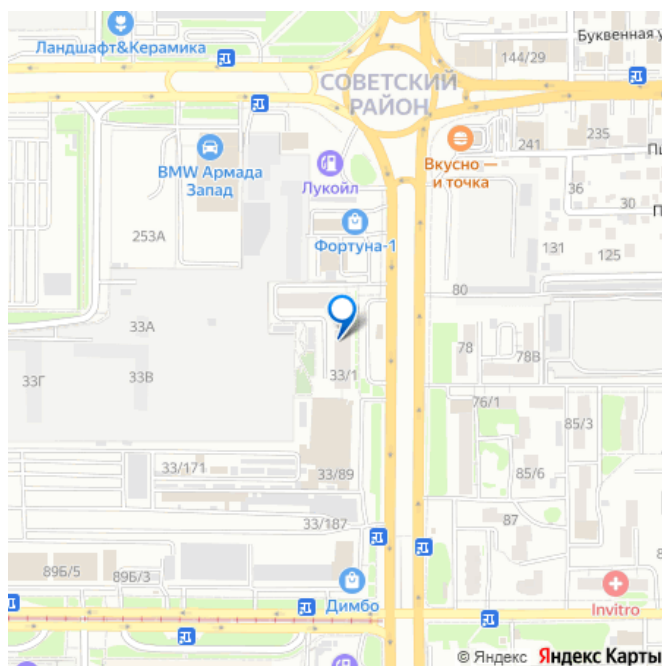 Ландшафт&Керамика
Буквенная у
144/29
СОВЕТСКИЙ
РАЙОН
BMW Армада
Запад
Лукойл
Вкусно —
и точка
241
235
Пи
36
30
П
253А
Фортуна-1
131
125
80
33А
78
78В
33Г
33В
33/1
76/1
85/3
33/171
33/89
85/6
33/187
87
89Б/5
89Б/3
Димбо
Invitro
© Яндекс Яндекс Карты